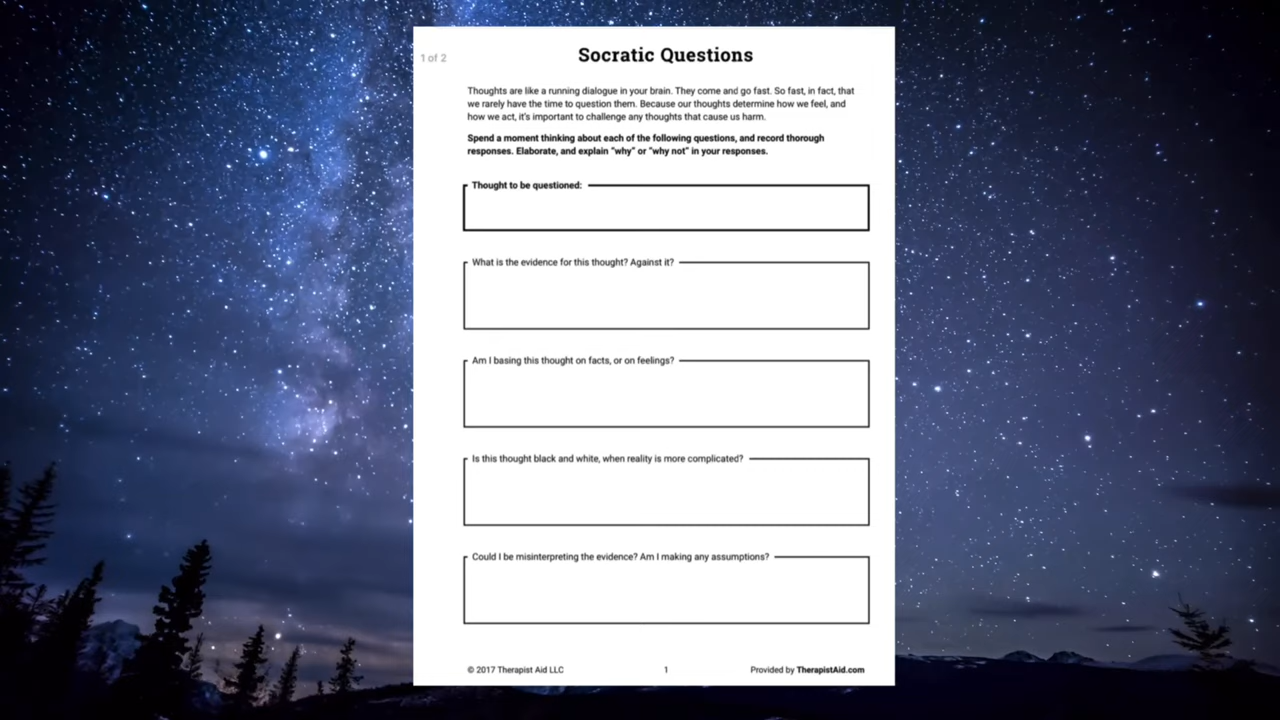 1 of 2
Socratic Questions
Thoughts are like a running dialogue in your brain. They come and go fast. So fast, in fact, that
we rarely have the time to question them. Because our thoughts determine how we feel, and
how we act, it's important to challenge any thoughts that cause us harm.
Spend a moment thinking about each of the following questions, and record thorough
responses. Elaborate, and explain "why" or "why not" in your responses.
Thought to be questioned:
What is the evidence for this thought? Against it?
Am I basing this thought on facts, or on feelings?
Is this thought black and white, when reality is more complicated?
Could I be misinterpreting the evidence? Am I making any assumptions?
© 2017 Therapist Aid LLC 1 Provided by TherapistAid.com